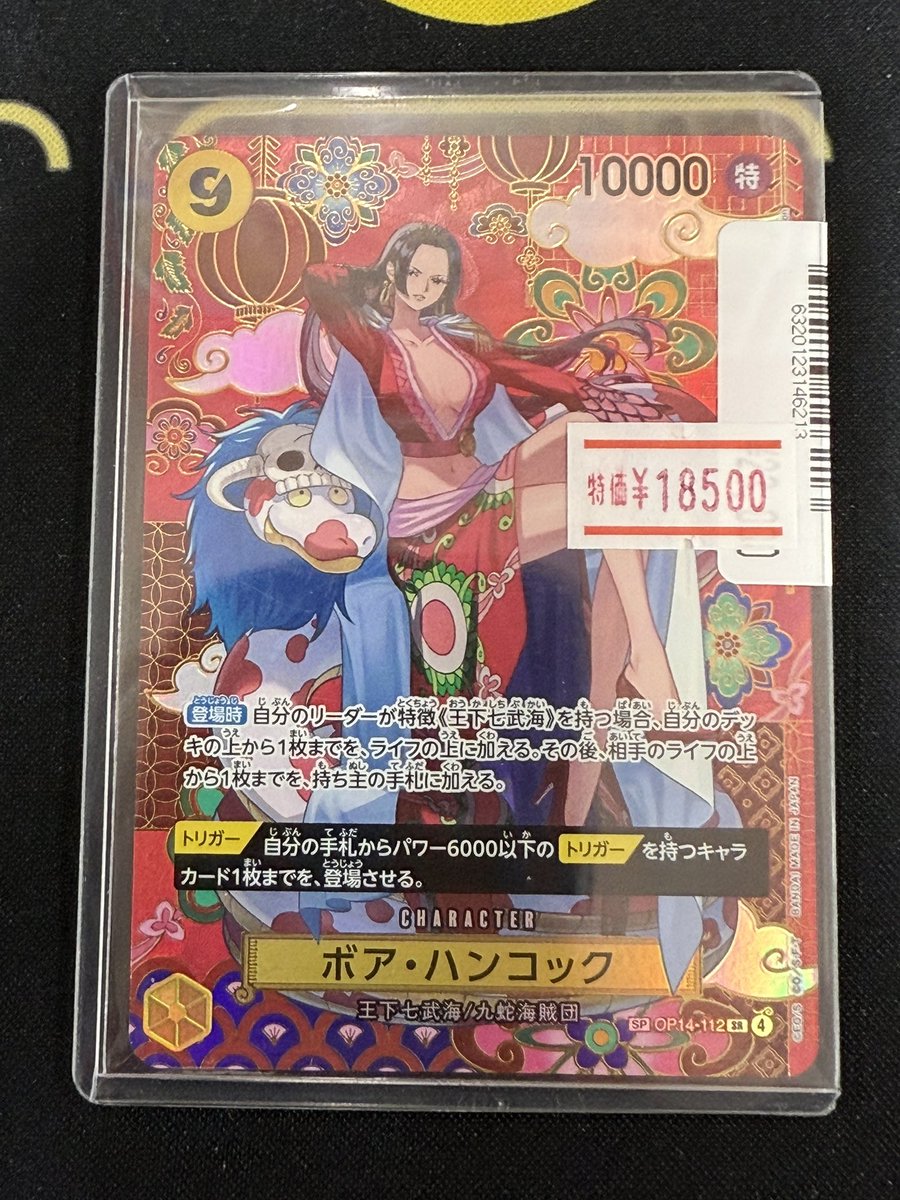 9
10000
特
6320123146213
特価¥18500
登場時 自分のリーダーが特徴《王下七武海》を持つ場合、自分のデッ
キの上から1枚までを、ライフの上に加える。その後、相手のライフの上
から1枚までを、持ち主の手札に加える。
トリガー 自分の手札からパワー6000以下の トリガー を持つキャラ
カード1枚までを、登場させる。
CHARACTER
ボア・ハンコック
王下七武海/九蛇海賊団
SP OP14-112 SR 4
BANDAI MADE IN JAPAN